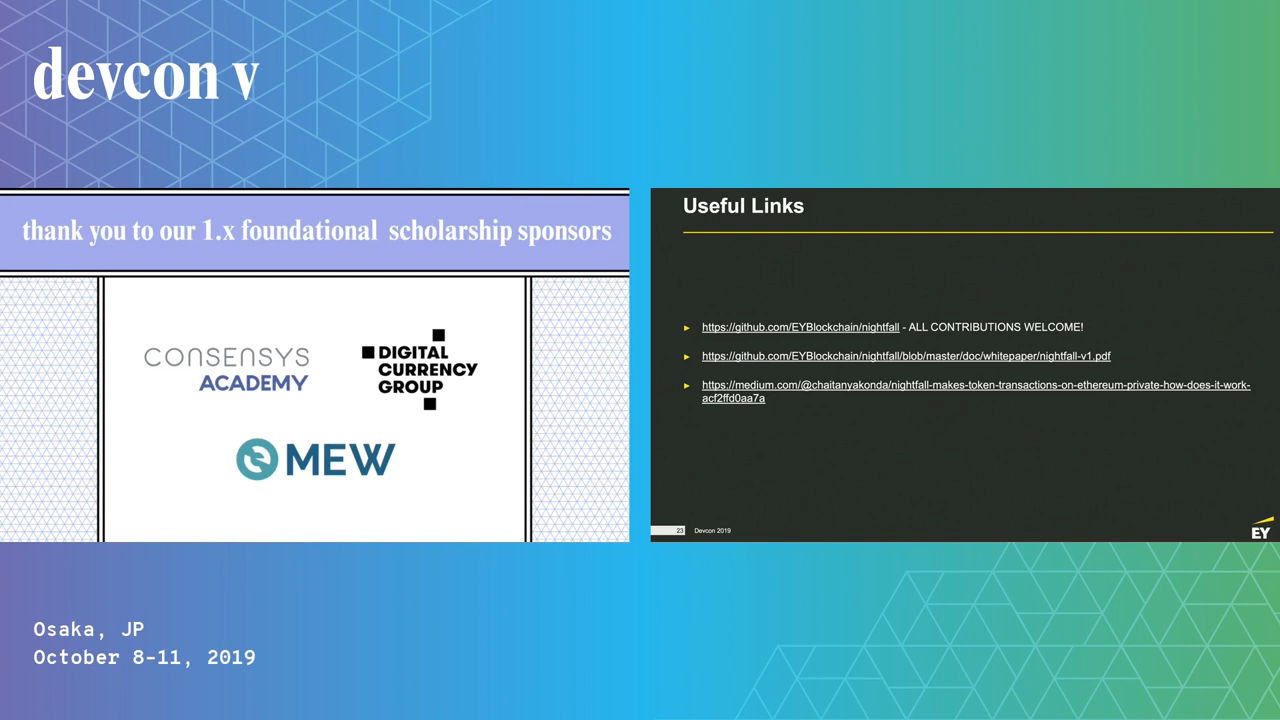 devcon v
thank you to our 1.x foundational scholarship sponsors
CONSENSYS
ACADEMY
DIGITAL
CURRENCY
GROUP
MEW
Useful Links
https://github.com/EYBlockchain/nightfall - ALL CONTRIBUTIONS WELCOME!
https://github.com/EYBlockchain/nightfall/blob/master/doc/whitepaper/nightfall-v1.pdf
https://medium.com/@chaitanyakonda/nightfall-makes-token-transactions-on-ethereum-private-how-does-it-work-
acf2ffd0aa7a
23 Devcon 2019
EY
Osaka, JP
October 8-11, 2019